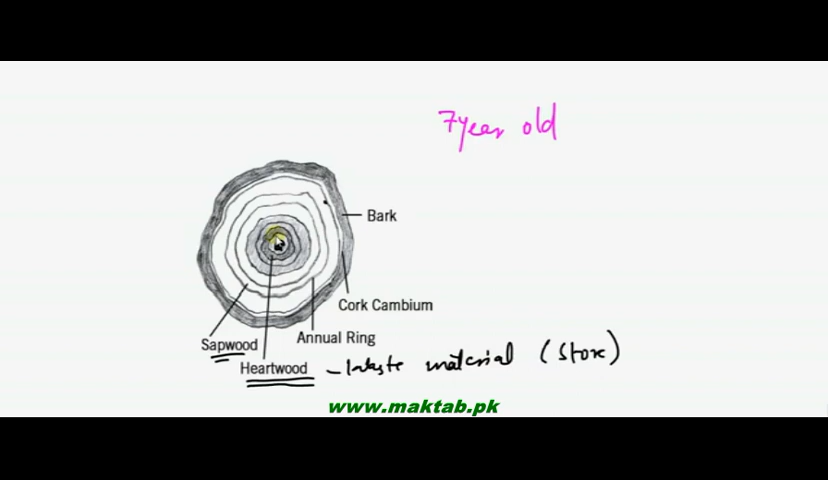 7year old
Bark
Cork Cambium
Annual Ring
Sapwood
Heartwood - waste material (store)
www.maktab.pk